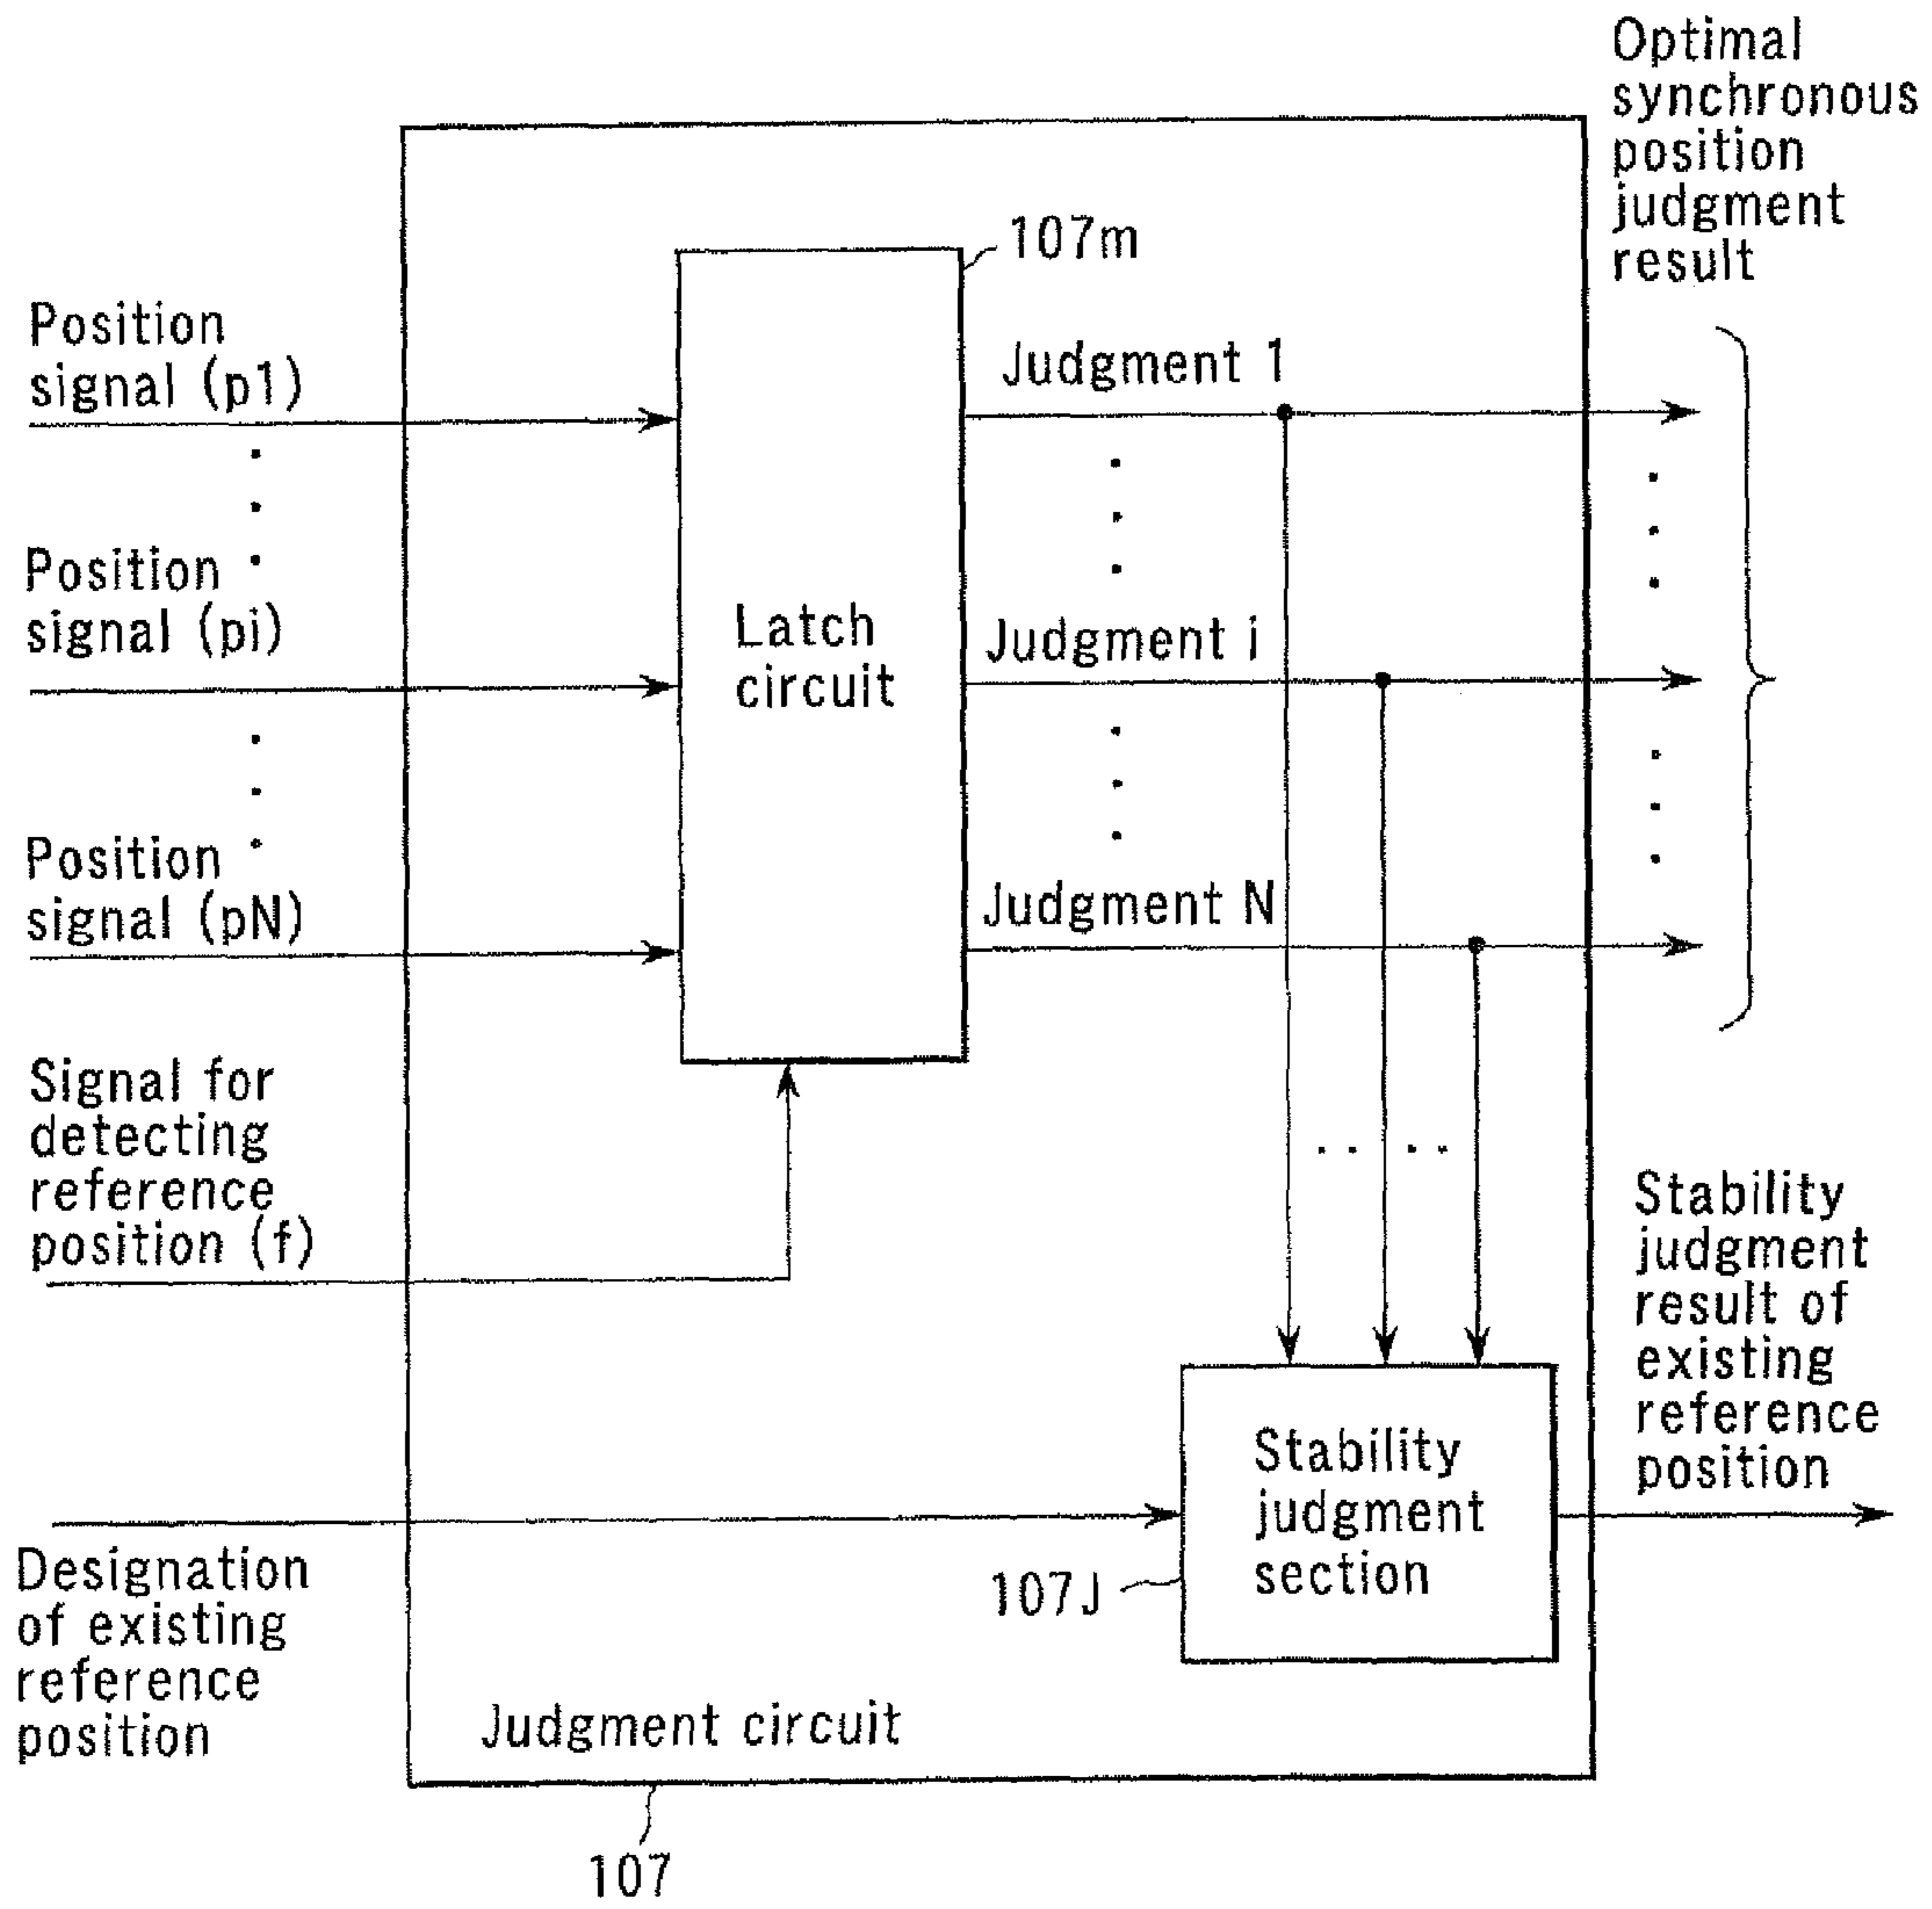 Optimal
synchronous
position
judgment
result
107m
Position
signal (p1)
Judgment 1
Position
signal (pi)
Latch
circuit
Judgment i
Position
signal (pN)
Judgment N
Signal for
detecting
reference
position (f)
Stability
judgment
result of
existing
reference
position
Stability
judgment
section
107J
Designation
of existing
reference
position
Judgment circuit
107